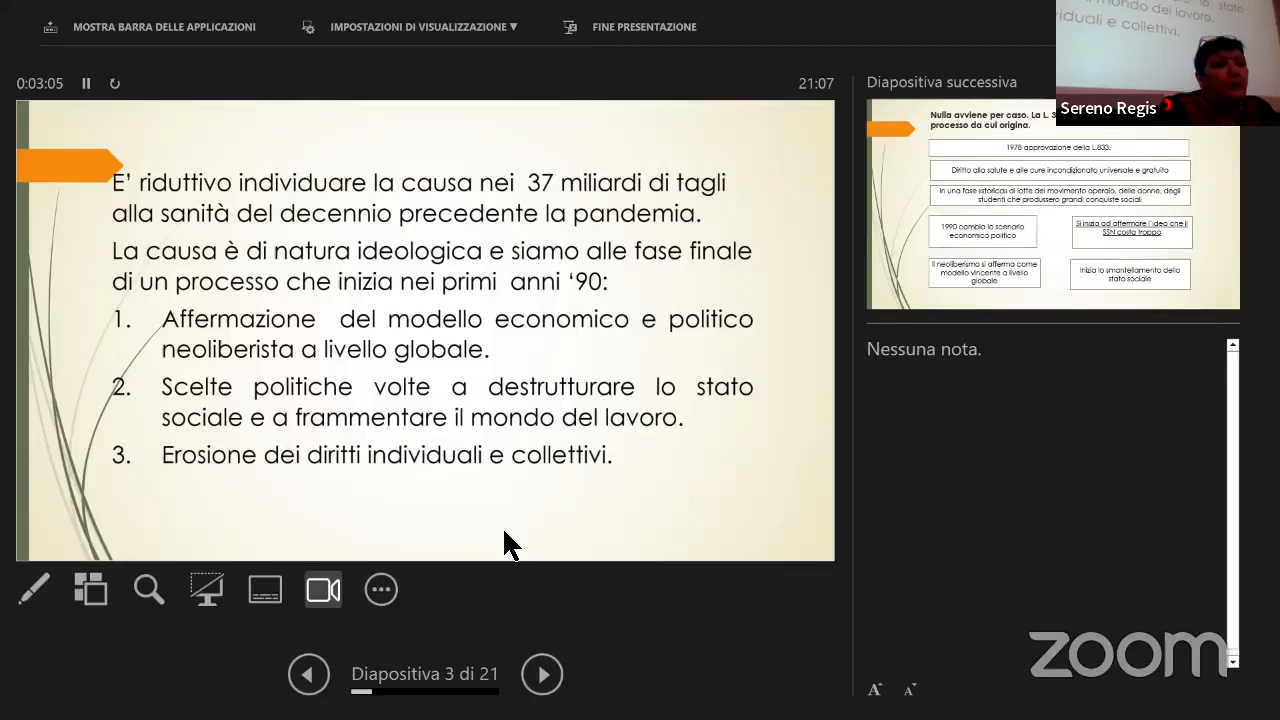 MOSTRA BARRA DELLE APPLICAZIONI
IMPOSTAZIONI DI VISUALIZZAZIONE ▼
FINE PRESENTAZIONE
0:03:05
21:07
E’ riduttivo individuare la causa nei 37 miliardi di tagli
alla sanità del decennio precedente la pandemia.
La causa è di natura ideologica e siamo alle fase finale
di un processo che inizia nei primi anni ‘90:
1. Affermazione del modello economico e politico
neoliberista a livello globale.
2. Scelte politiche volte a destrutturare lo stato
sociale e a frammentare il mondo del lavoro.
3. Erosione dei diritti individuali e collettivi.
Diapositiva 3 di 21
Diapositiva successiva
Nulla avviene per caso. La L. 3
processo da cui origina.
1978 approvazione della L.833.
Diritto alla salute e alle cure incondizionato universale e gratuito
In una fase «storica» di lotte del movimento operaio, delle donne, degli
studenti che produssero grandi conquiste sociali
1990 cambia lo scenario
economico politico
Si inizia ad affermare l'idea che il
SSN costa troppo
Il neoliberismo si afferma come
modello vincente a livello
globale
Inizia lo smantellamento dello
stato sociale
Nessuna nota.
A A
lo stato
mondo del lavoro.
viduali e collettivi.
Sereno Regis
zoom